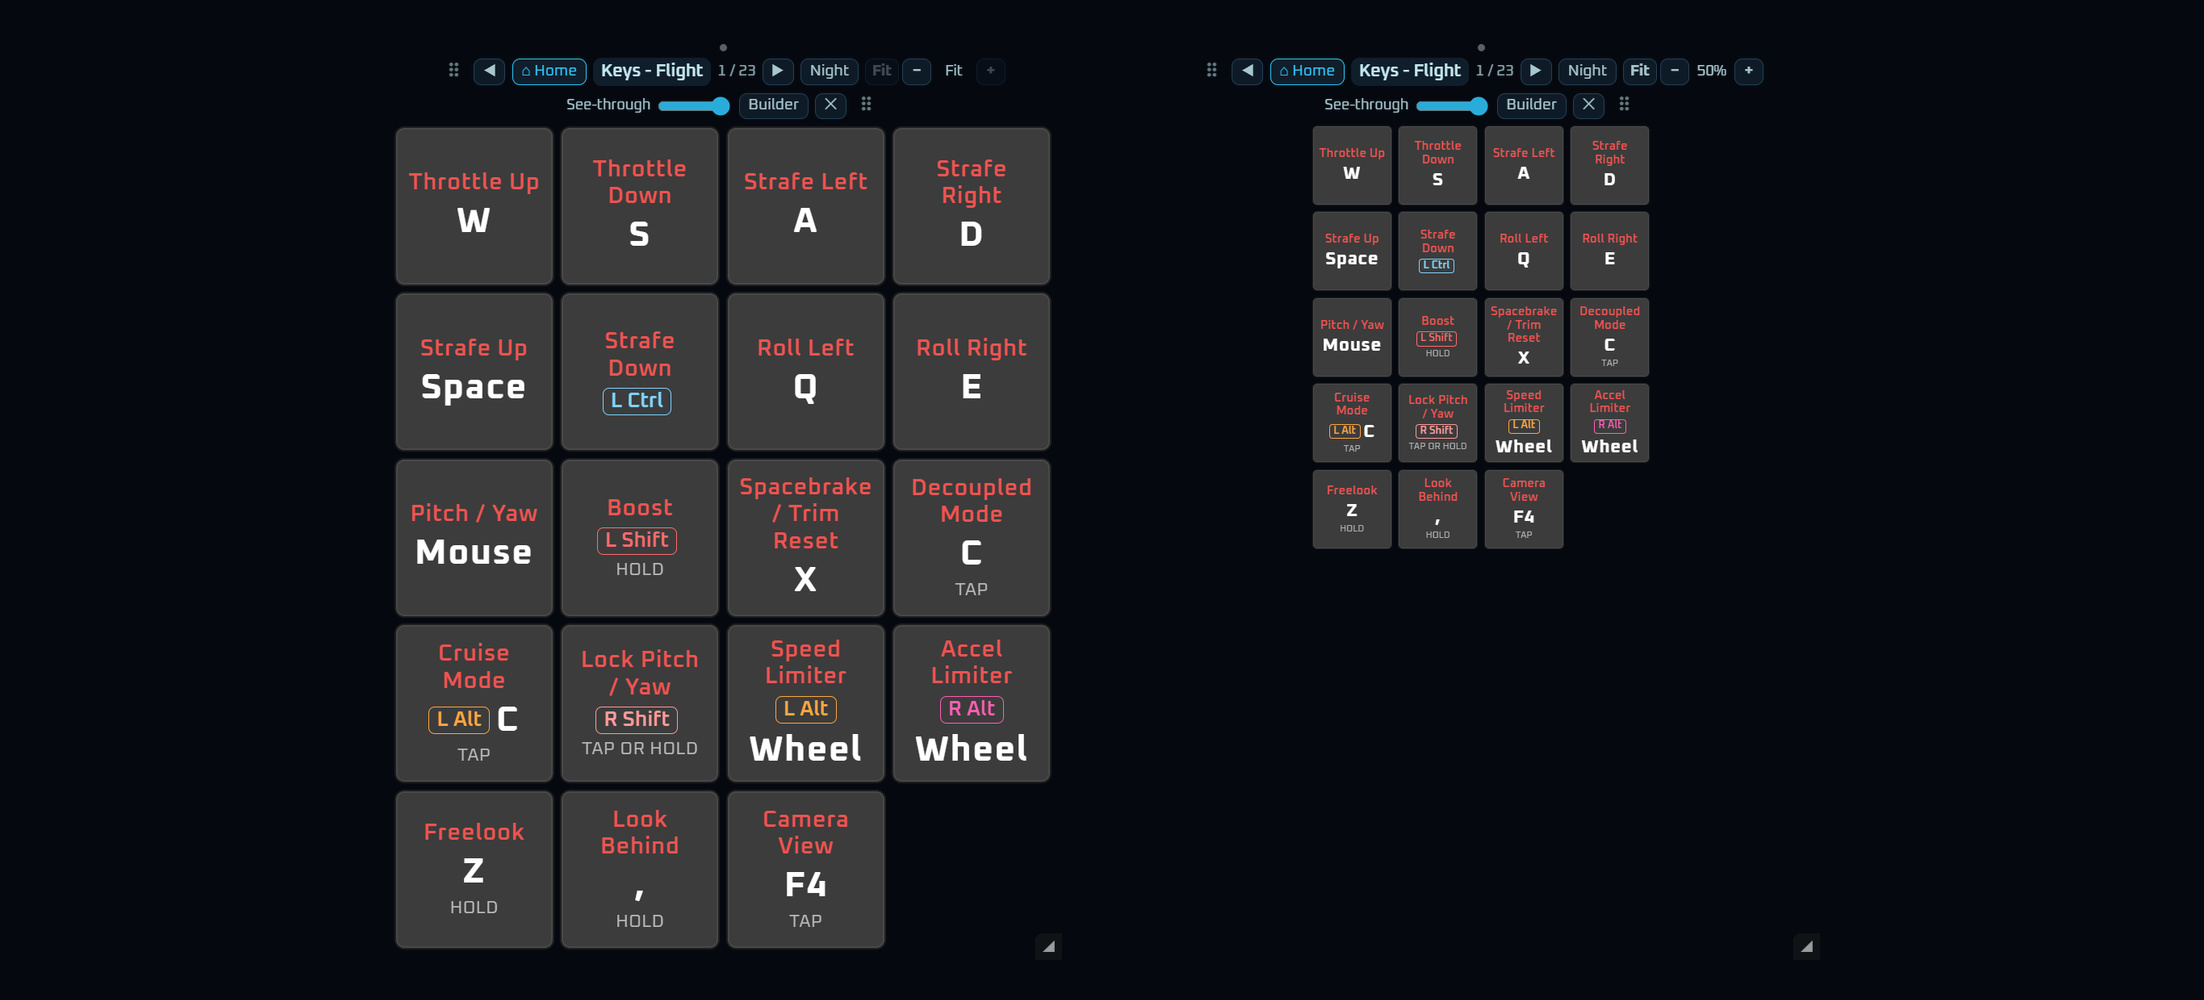 ◀ ⌂ Home Keys - Flight 1 / 23 ▶ Night Fit − Fit +
See-through Builder ✕
Throttle Up
W
Throttle
Down
S
Strafe Left
A
Strafe
Right
D
Strafe Up
Space
Strafe
Down
L Ctrl
Roll Left
Q
Roll Right
E
Pitch / Yaw
Mouse
Boost
L Shift
HOLD
Spacebrake
/ Trim
Reset
X
Decoupled
Mode
C
TAP
Cruise
Mode
L Alt C
TAP
Lock Pitch
/ Yaw
R Shift
TAP OR HOLD
Speed
Limiter
L Alt
Wheel
Accel
Limiter
R Alt
Wheel
Freelook
Z
HOLD
Look
Behind
,
HOLD
Camera
View
F4
TAP
◀ ⌂ Home Keys - Flight 1 / 23 ▶ Night Fit − 50% +
See-through Builder ✕
Throttle Up
W
Throttle
Down
S
Strafe Left
A
Strafe
Right
D
Strafe Up
Space
Strafe
Down
L Ctrl
Roll Left
Q
Roll Right
E
Pitch / Yaw
Mouse
Boost
L Shift
HOLD
Spacebrake
/ Trim
Reset
X
Decoupled
Mode
C
TAP
Cruise
Mode
L Alt C
TAP
Lock Pitch
/ Yaw
R Shift
TAP OR HOLD
Speed
Limiter
L Alt
Wheel
Accel
Limiter
R Alt
Wheel
Freelook
Z
HOLD
Look
Behind
,
HOLD
Camera
View
F4
TAP